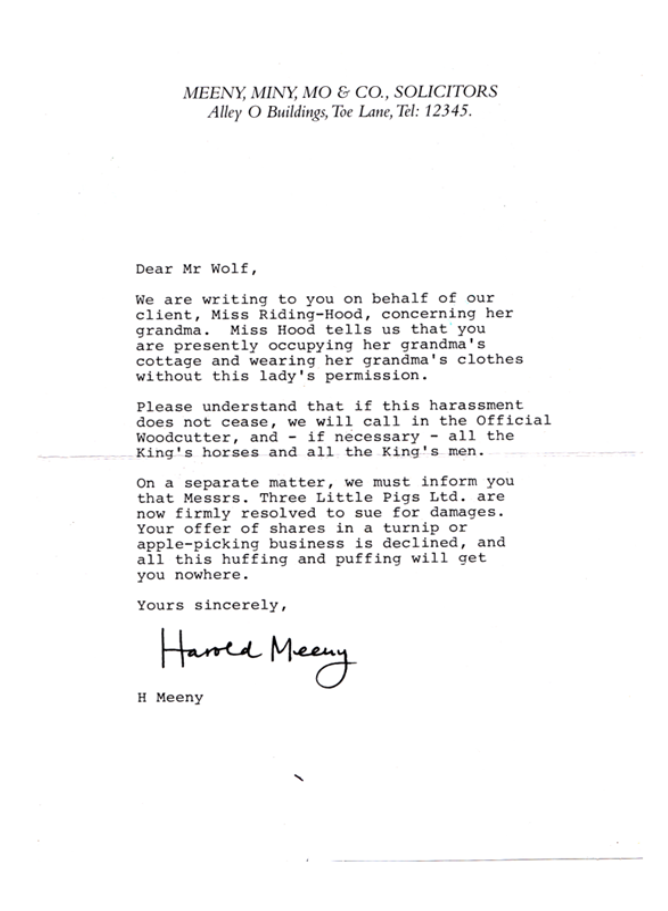 MEENY, MINY, MO & CO., SOLICITORS
Alley O Buildings, Toe Lane, Tel: 12345.
Dear Mr Wolf,
We are writing to you on behalf of our
client, Miss Riding-Hood, concerning her
grandma.  Miss Hood tells us that you
are presently occupying her grandma's
cottage and wearing her grandma's clothes
without this lady's permission.
Please understand that if this harassment
does not cease, we will call in the Official
Woodcutter, and - if necessary - all the
King's horses and all the King's men.
On a separate matter, we must inform you
that Messrs. Three Little Pigs Ltd. are
now firmly resolved to sue for damages.
Your offer of shares in a turnip or
apple-picking business is declined, and
all this huffing and puffing will get
you nowhere.
Yours sincerely,
Harold Meeny
H Meeny